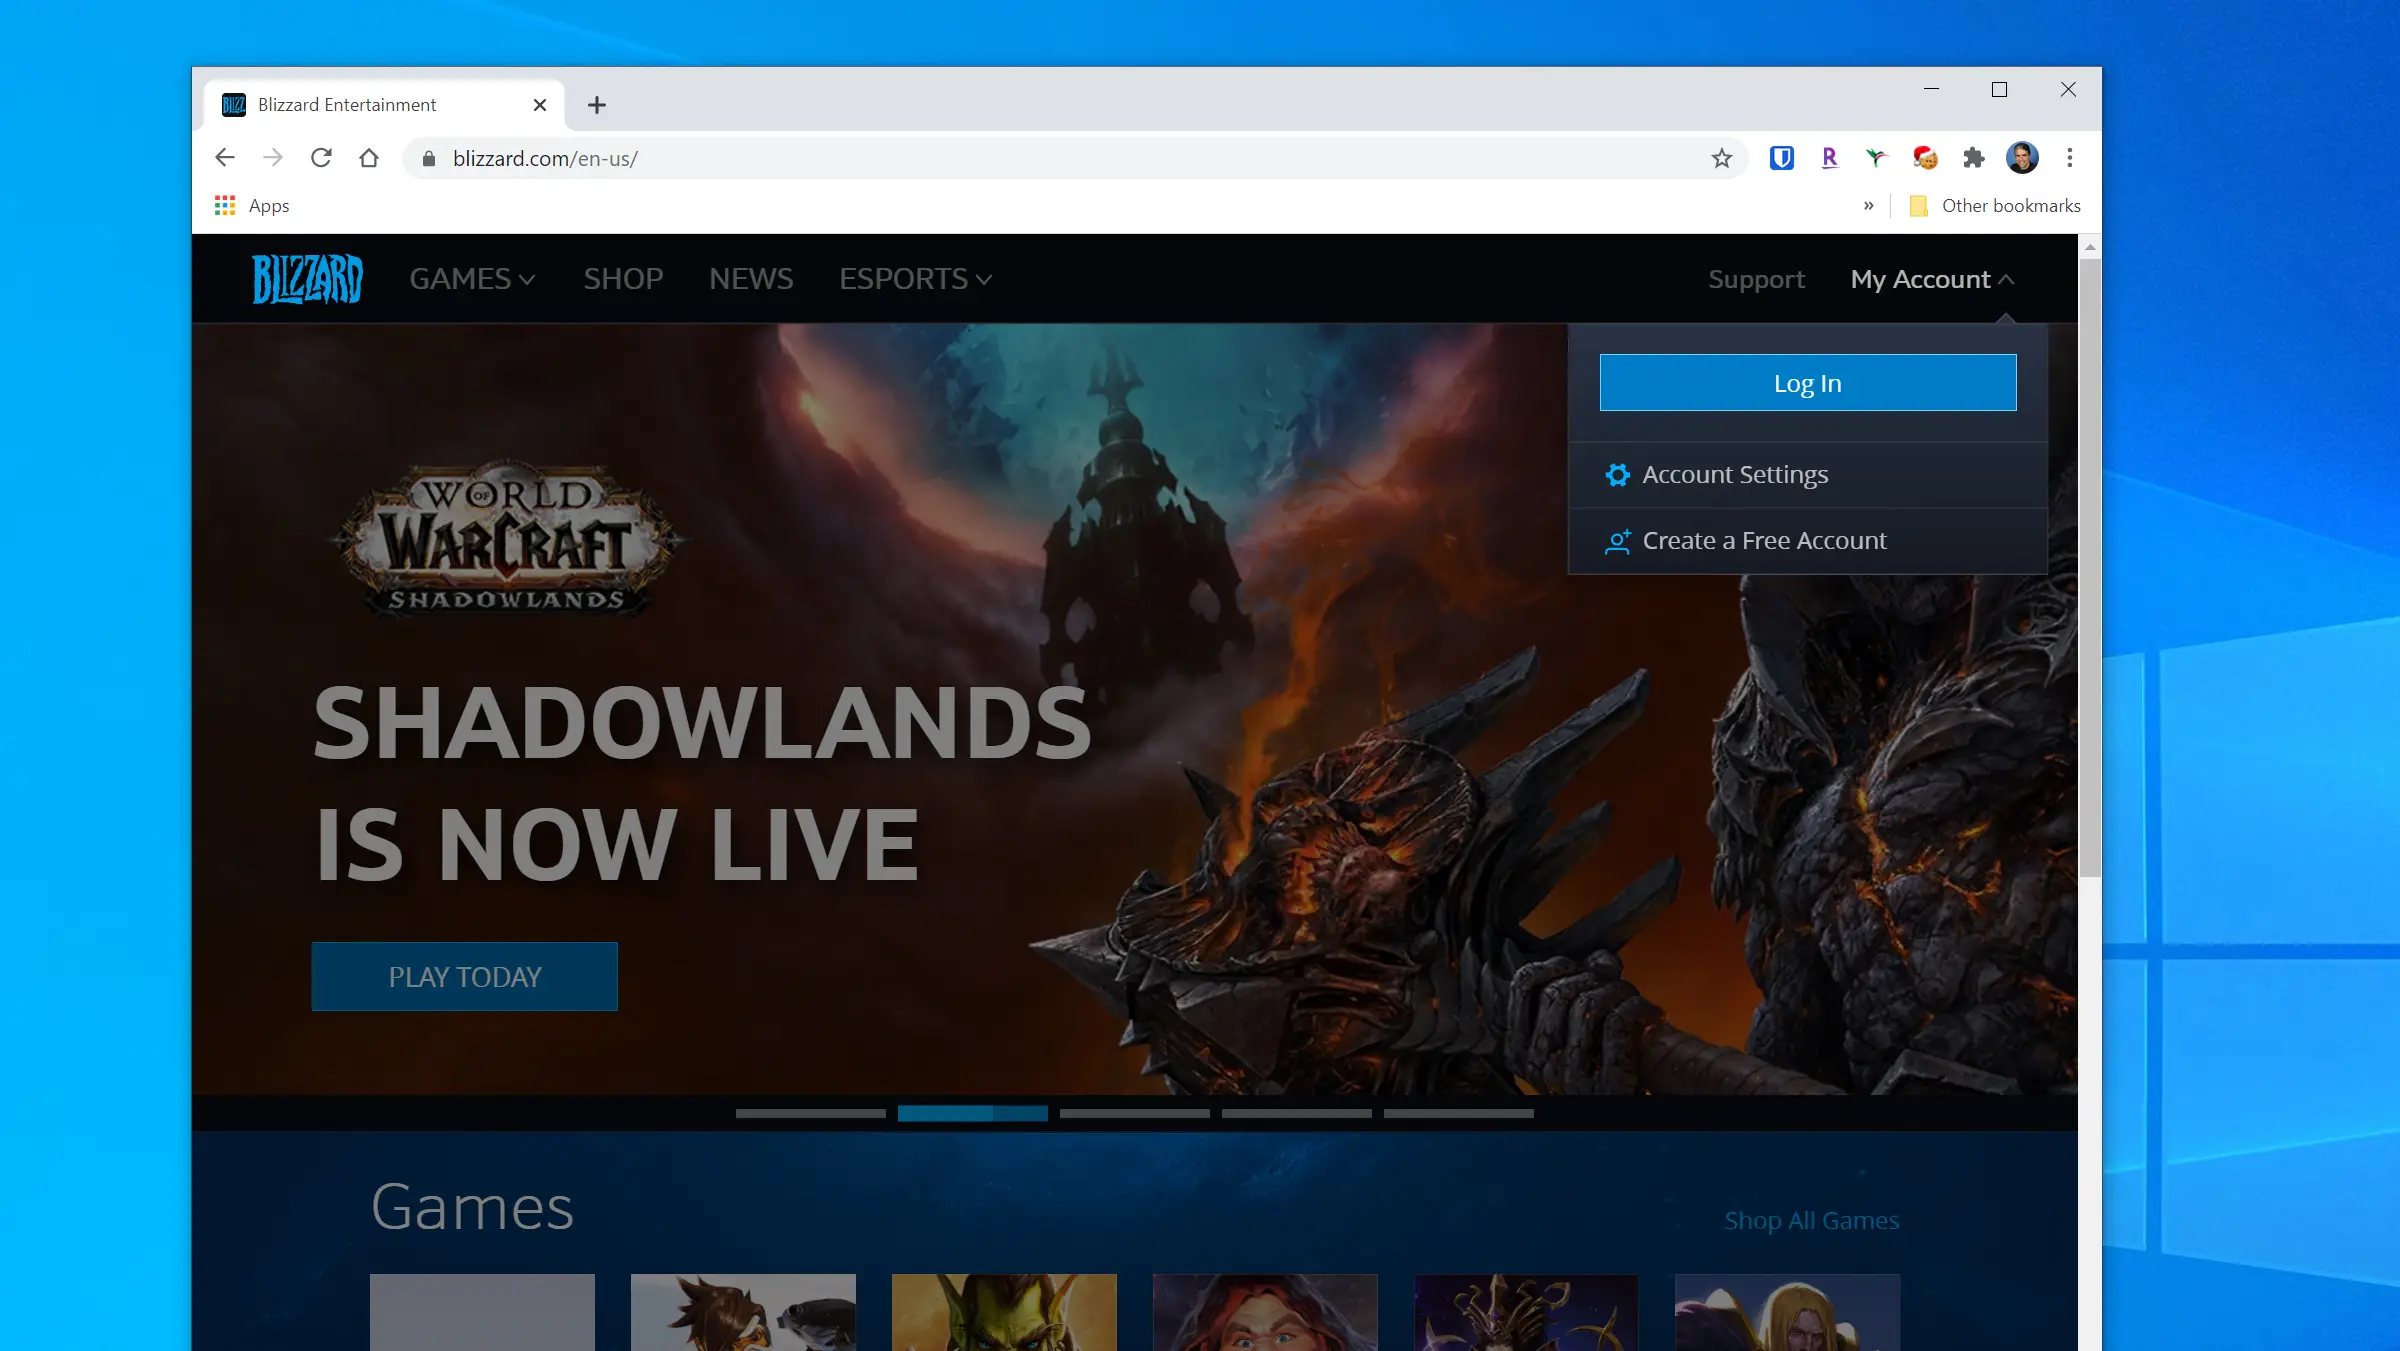 Blizzard Entertainment
blizzard.com/en-us/
R
Apps
» Other bookmarks
BLIZZARD GAMES SHOP NEWS ESPORTS Support My Account
Log In
Account Settings
Create a Free Account
WORLD
OF
WARCRAFT
SHADOWLANDS
SHADOWLANDS
IS NOW LIVE
PLAY TODAY
Games
Shop All Games